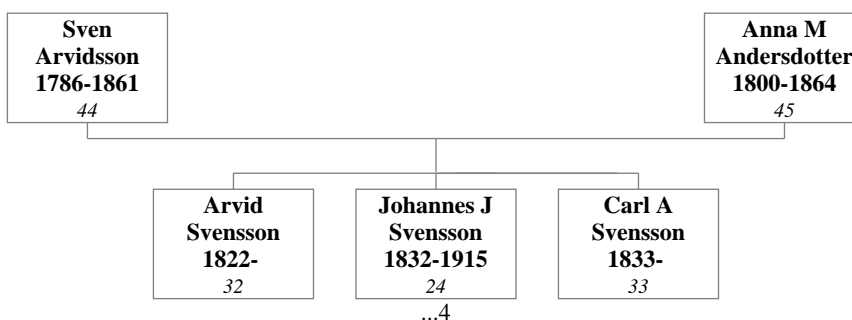 Sven
Arvidsson
1786-1861
44
Anna M
Andersdotter
1800-1864
45
Arvid
Svensson
1822-
32
Johannes J
Svensson
1832-1915
24
Carl A
Svensson
1833-
33
...4